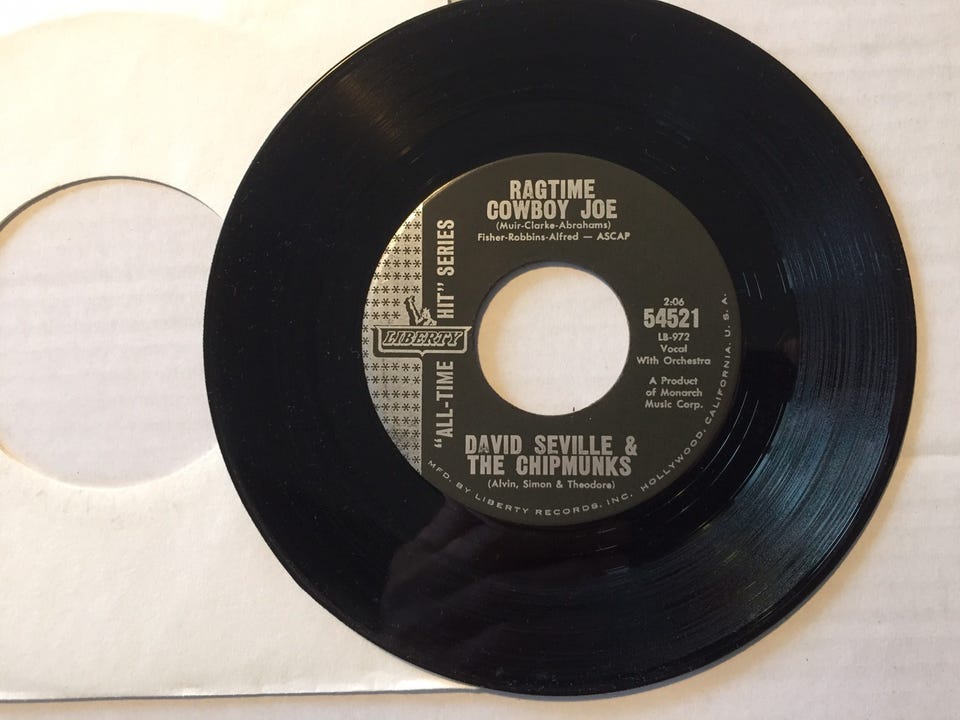 RAGTIME
COWBOY JOE
(Muir-Clarke-Abrahams)
Fisher-Robbins-Alfred — ASCAP
"ALL-TIME HIT" SERIES
LIBERTY
2:06
54521
LB-972
Vocal
With Orchestra
A Product
of Monarch
Music Corp.
DAVID SEVILLE &
THE CHIPMUNKS
(Alvin, Simon & Theodore)
MFD. BY LIBERTY RECORDS, INC. HOLLYWOOD, CALIFORNIA, U. S. A.